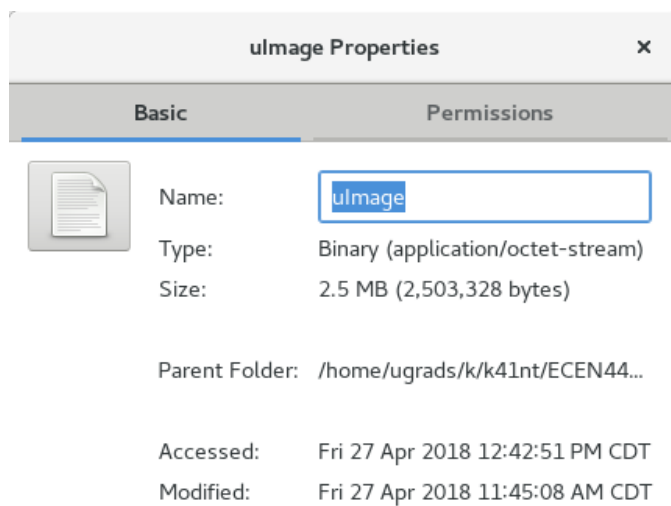 uImage Properties ×
Basic Permissions
Name: uImage
Type: Binary (application/octet-stream)
Size: 2.5 MB (2,503,328 bytes)
Parent Folder: /home/ugrads/k/k41nt/ECEN44...
Accessed: Fri 27 Apr 2018 12:42:51 PM CDT
Modified: Fri 27 Apr 2018 11:45:08 AM CDT